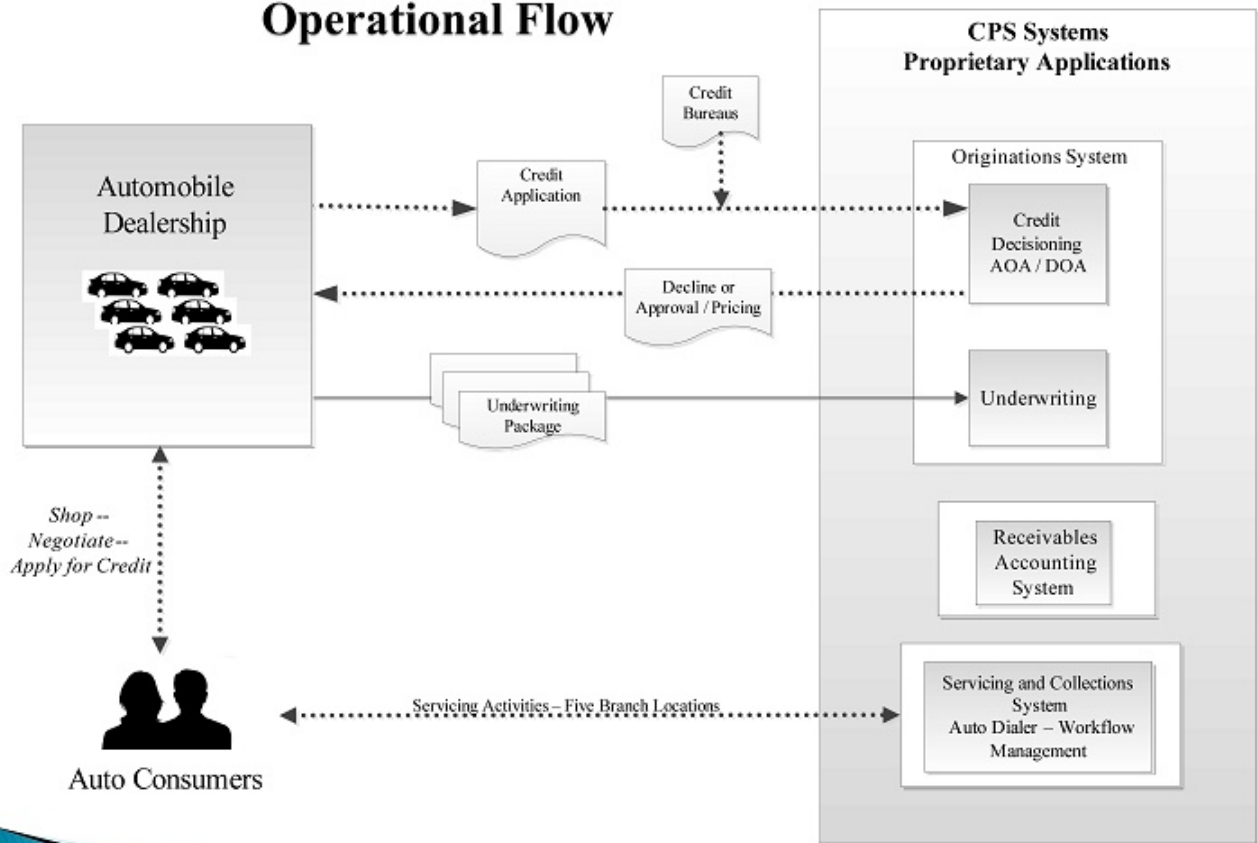 Operational Flow
CPS Systems
Proprietary Applications
Credit
Bureaus
Automobile
Dealership
Credit
Application
Originations System
Credit
Decisioning
AOA / DOA
Decline or
Approval / Pricing
Underwriting
Package
Underwriting
Shop --
Negotiate--
Apply for Credit
Receivables
Accounting
System
Servicing Activities – Five Branch Locations
Servicing and Collections
System
Auto Dialer – Workflow
Management
Auto Consumers